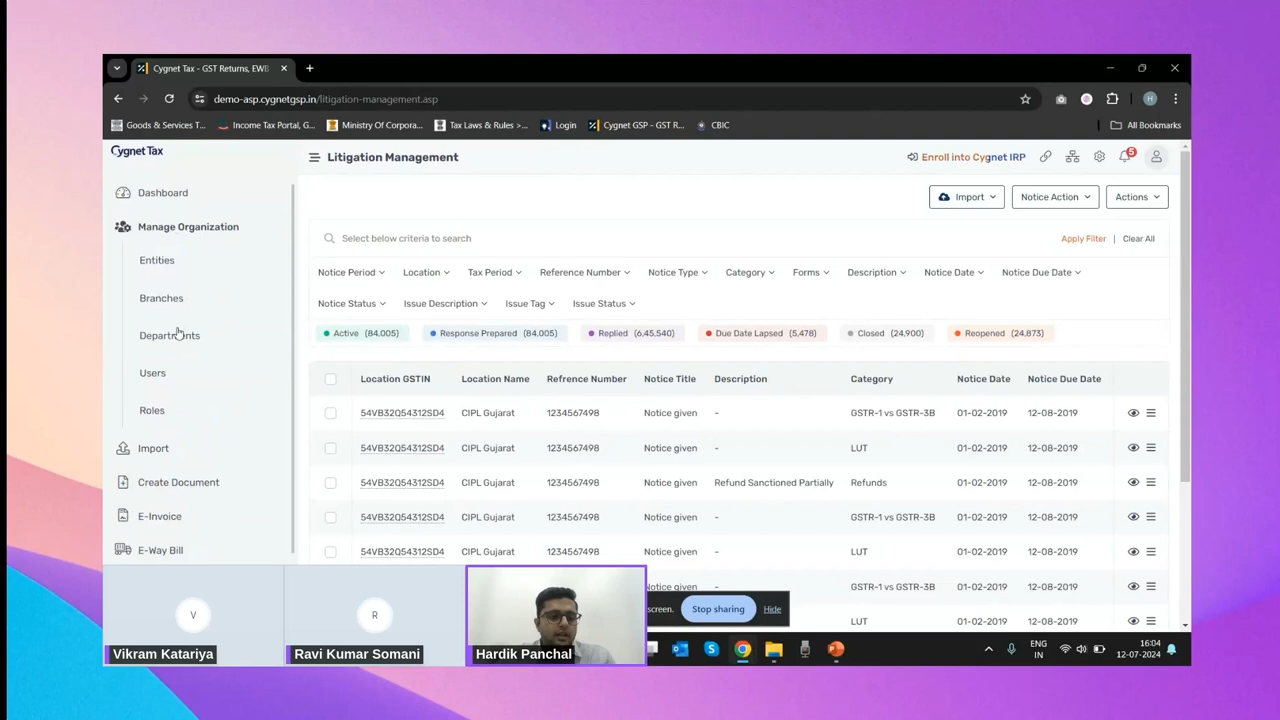 Cygnet Tax - GST Returns, EWB
demo-asp.cygnetgsp.in/litigation-management.asp
Goods & Services T... Income Tax Portal, G... Ministry Of Corpora... Tax Laws & Rules >... Login Cygnet GSP - GST R... CBIC All Bookmarks
Cygnet Tax
Litigation Management
Enroll into Cygnet IRP
5
H
Dashboard
Manage Organization
Entities
Branches
Departments
Users
Roles
Import
Create Document
E-Invoice
E-Way Bill
Import Notice Action Actions
Select below criteria to search Apply Filter | Clear All
Notice Period Location Tax Period Reference Number Notice Type Category Forms Description Notice Date Notice Due Date
Notice Status Issue Description Issue Tag Issue Status
Active (84.005) Response Prepared (84.005) Replied (6,45,540) Due Date Lapsed (5,478) Closed (24,900) Reopened (24,873)
Location GSTIN Location Name Refrence Number Notice Title Description Category Notice Date Notice Due Date
54VB32Q54312SD4 CIPL Gujarat 1234567498 Notice given - GSTR-1 vs GSTR-3B 01-02-2019 12-08-2019
54VB32Q54312SD4 CIPL Gujarat 1234567498 Notice given - LUT 01-02-2019 12-08-2019
54VB32Q54312SD4 CIPL Gujarat 1234567498 Notice given Refund Sanctioned Partially Refunds 01-02-2019 12-08-2019
54VB32Q54312SD4 CIPL Gujarat 1234567498 Notice given - GSTR-1 vs GSTR-3B 01-02-2019 12-08-2019
54VB32Q54312SD4 CIPL Gujarat 1234567498 Notice given - LUT 01-02-2019 12-08-2019
Notice given - GSTR-1 vs GSTR-3B 01-02-2019 12-08-2019
LUT 01-02-2019 12-08-2019
screen. Stop sharing Hide
V
Vikram Katariya
R
Ravi Kumar Somani
Hardik Panchal
ENG
IN
16:04
12-07-2024